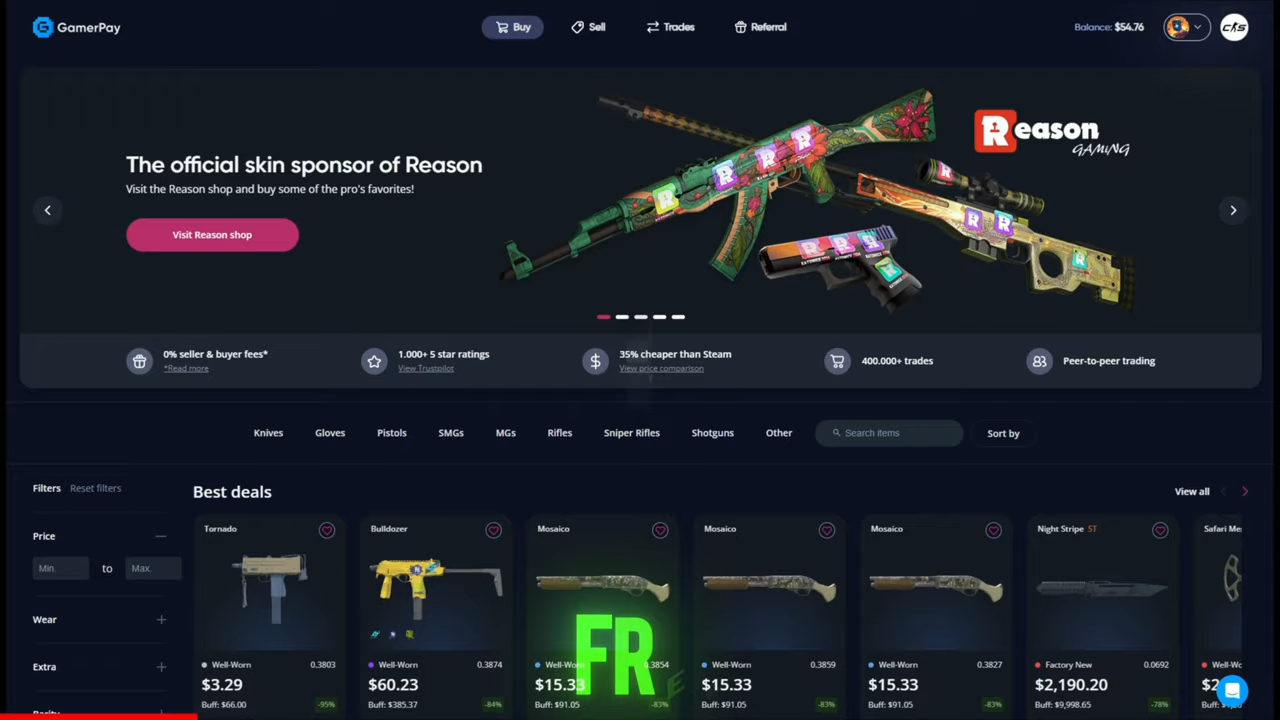 GamerPay
Buy
Sell
Trades
Referral
Balance: $54.76
Reason
GAMING
The official skin sponsor of Reason
Visit the Reason shop and buy some of the pro's favorites!
Visit Reason shop
0% seller & buyer fees*
*Read more
1.000+ 5 star ratings
View Trustpilot
35% cheaper than Steam
View price comparison
400.000+ trades
Peer-to-peer trading
Knives
Gloves
Pistols
SMGs
MGs
Rifles
Sniper Rifles
Shotguns
Other
Search items
Sort by
Filters
Reset filters
Best deals
View all
Price
Min.
to
Max.
Wear
Extra
Tornado
Well-Worn
0.3803
$3.29
Buff: $66.00
-95%
Bulldozer
Well-Worn
0.3874
$60.23
Buff: $385.37
-84%
Mosaico
Well-Worn
0.3854
$15.33
Buff: $91.05
-83%
Mosaico
Well-Worn
0.3859
$15.33
Buff: $91.05
-83%
Mosaico
Well-Worn
0.3827
$15.33
Buff: $91.05
-83%
Night Stripe ST
Factory New
0.0692
$2,190.20
Buff: $9,998.65
-78%
FR